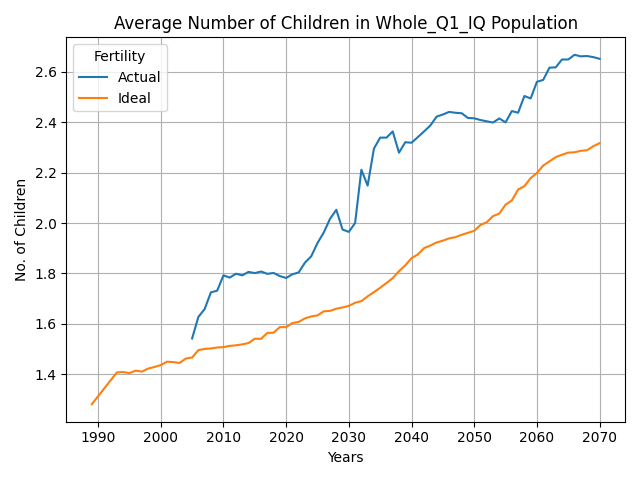 Average Number of Children in Whole_Q1_IQ Population
Fertility
Actual
Ideal
No. of Children
2.6
2.4
2.2
2.0
1.8
1.6
1.4
1990 2000 2010 2020 2030 2040 2050 2060 2070
Years